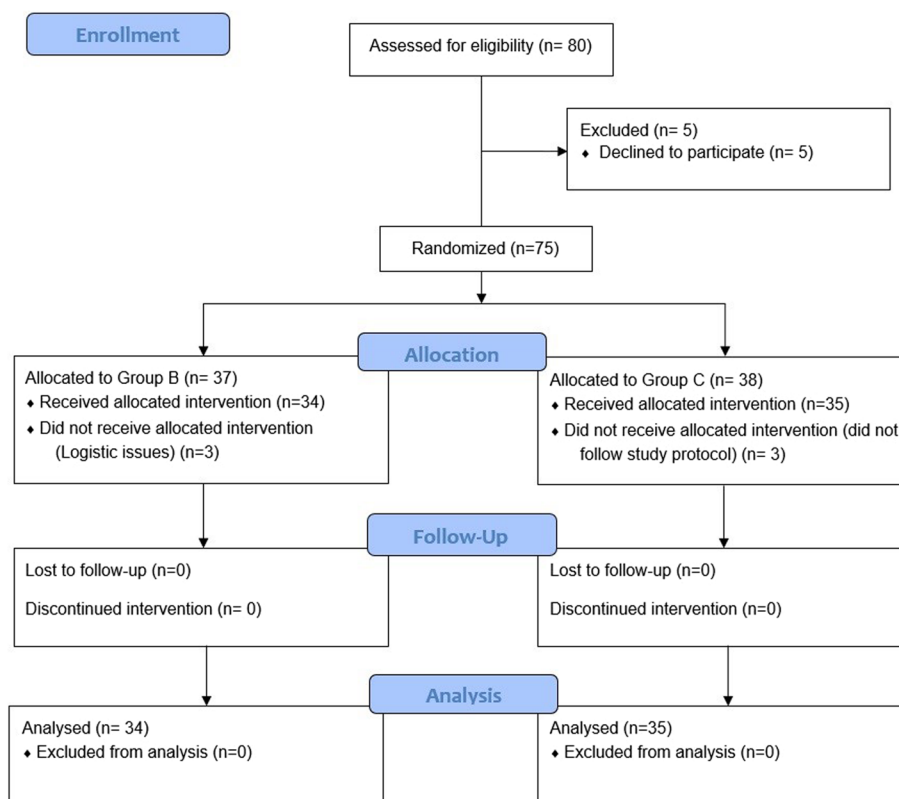 Enrollment
Assessed for eligibility (n= 80)
Excluded (n= 5)
♦ Declined to participate (n= 5)
Randomized (n=75)
Allocation
Allocated to Group B (n= 37)
♦ Received allocated intervention (n=34)
♦ Did not receive allocated intervention
(Logistic issues) (n=3)
Allocated to Group C (n= 38)
♦ Received allocated intervention (n=35)
♦ Did not receive allocated intervention (did not
follow study protocol) (n= 3)
Follow-Up
Lost to follow-up (n=0)
Discontinued intervention (n= 0)
Lost to follow-up (n=0)
Discontinued intervention (n=0)
Analysis
Analysed (n= 34)
♦ Excluded from analysis (n=0)
Analysed (n=35)
♦ Excluded from analysis (n=0)